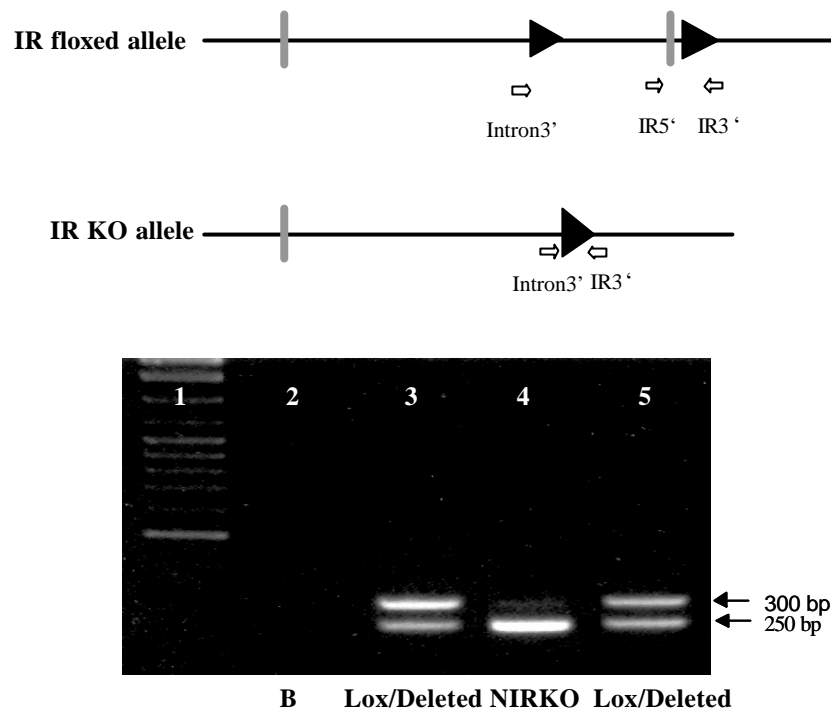 IR floxed allele
Intron3’
IR5‘
IR3 ‘
IR KO allele
Intron3’
IR3‘
1
2
3
4
5
300 bp
250 bp
B
Lox/Deleted
NIRKO
Lox/Deleted